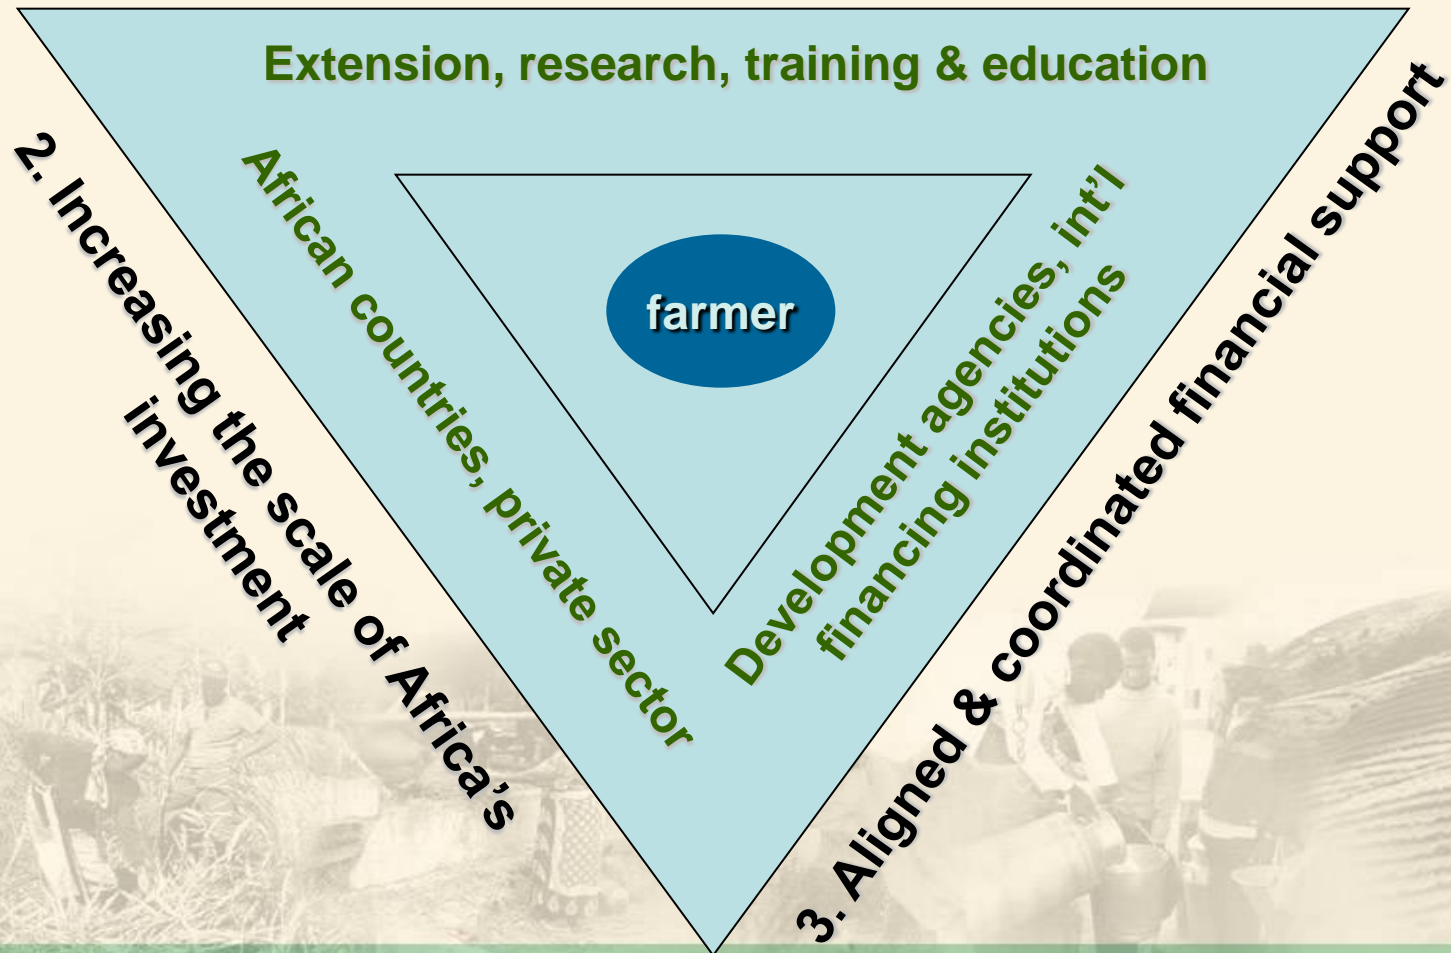 Extension, research, training & education
2. Increasing the scale of Africa’s
investment
African countries, private sector
farmer
Development agencies, int’l
financing institutions
3. Aligned & coordinated financial support